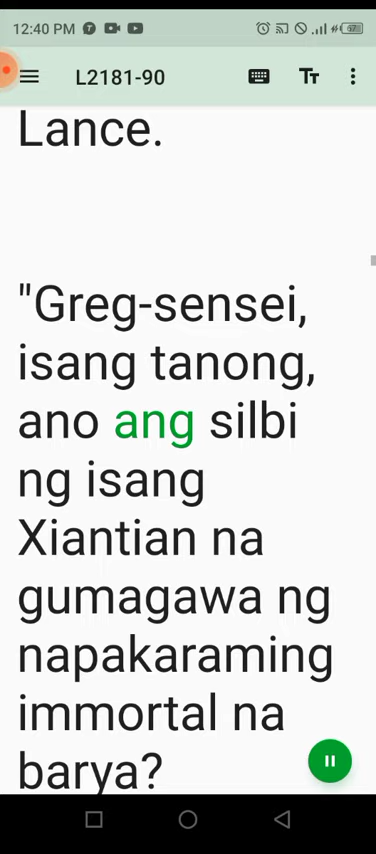 12:40 PM
L2181-90
Lance.
"Greg-sensei,
isang tanong,
ano ang silbi
ng isang
Xiantian na
gumagawa ng
napakaraming
immortal na
barya?